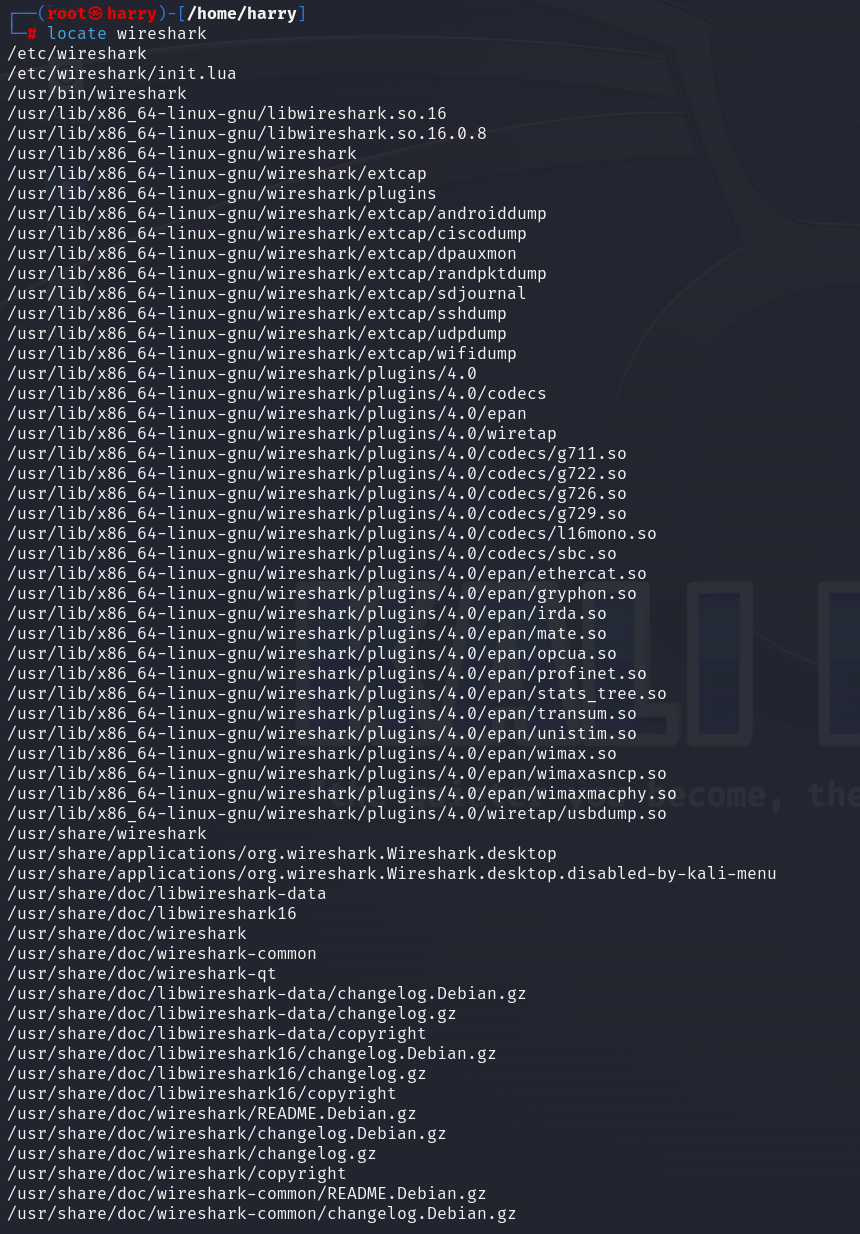 ┌──(root㉿harry)-[/home/harry]
└─# locate wireshark
/etc/wireshark
/etc/wireshark/init.lua
/usr/bin/wireshark
/usr/lib/x86_64-linux-gnu/libwireshark.so.16
/usr/lib/x86_64-linux-gnu/libwireshark.so.16.0.8
/usr/lib/x86_64-linux-gnu/wireshark
/usr/lib/x86_64-linux-gnu/wireshark/extcap
/usr/lib/x86_64-linux-gnu/wireshark/plugins
/usr/lib/x86_64-linux-gnu/wireshark/extcap/androiddump
/usr/lib/x86_64-linux-gnu/wireshark/extcap/ciscodump
/usr/lib/x86_64-linux-gnu/wireshark/extcap/dpauxmon
/usr/lib/x86_64-linux-gnu/wireshark/extcap/randpktdump
/usr/lib/x86_64-linux-gnu/wireshark/extcap/sdjournal
/usr/lib/x86_64-linux-gnu/wireshark/extcap/sshdump
/usr/lib/x86_64-linux-gnu/wireshark/extcap/udpdump
/usr/lib/x86_64-linux-gnu/wireshark/extcap/wifidump
/usr/lib/x86_64-linux-gnu/wireshark/plugins/4.0
/usr/lib/x86_64-linux-gnu/wireshark/plugins/4.0/codecs
/usr/lib/x86_64-linux-gnu/wireshark/plugins/4.0/epan
/usr/lib/x86_64-linux-gnu/wireshark/plugins/4.0/wiretap
/usr/lib/x86_64-linux-gnu/wireshark/plugins/4.0/codecs/g711.so
/usr/lib/x86_64-linux-gnu/wireshark/plugins/4.0/codecs/g722.so
/usr/lib/x86_64-linux-gnu/wireshark/plugins/4.0/codecs/g726.so
/usr/lib/x86_64-linux-gnu/wireshark/plugins/4.0/codecs/g729.so
/usr/lib/x86_64-linux-gnu/wireshark/plugins/4.0/codecs/l16mono.so
/usr/lib/x86_64-linux-gnu/wireshark/plugins/4.0/codecs/sbc.so
/usr/lib/x86_64-linux-gnu/wireshark/plugins/4.0/epan/ethercat.so
/usr/lib/x86_64-linux-gnu/wireshark/plugins/4.0/epan/gryphon.so
/usr/lib/x86_64-linux-gnu/wireshark/plugins/4.0/epan/irda.so
/usr/lib/x86_64-linux-gnu/wireshark/plugins/4.0/epan/mate.so
/usr/lib/x86_64-linux-gnu/wireshark/plugins/4.0/epan/opcua.so
/usr/lib/x86_64-linux-gnu/wireshark/plugins/4.0/epan/profinet.so
/usr/lib/x86_64-linux-gnu/wireshark/plugins/4.0/epan/stats_tree.so
/usr/lib/x86_64-linux-gnu/wireshark/plugins/4.0/epan/transum.so
/usr/lib/x86_64-linux-gnu/wireshark/plugins/4.0/epan/unistim.so
/usr/lib/x86_64-linux-gnu/wireshark/plugins/4.0/epan/wimax.so
/usr/lib/x86_64-linux-gnu/wireshark/plugins/4.0/epan/wimaxasncp.so
/usr/lib/x86_64-linux-gnu/wireshark/plugins/4.0/epan/wimaxmacphy.so
/usr/lib/x86_64-linux-gnu/wireshark/plugins/4.0/wiretap/usbdump.so
/usr/share/wireshark
/usr/share/applications/org.wireshark.Wireshark.desktop
/usr/share/applications/org.wireshark.Wireshark.desktop.disabled-by-kali-menu
/usr/share/doc/libwireshark-data
/usr/share/doc/libwireshark16
/usr/share/doc/wireshark
/usr/share/doc/wireshark-common
/usr/share/doc/wireshark-qt
/usr/share/doc/libwireshark-data/changelog.Debian.gz
/usr/share/doc/libwireshark-data/changelog.gz
/usr/share/doc/libwireshark-data/copyright
/usr/share/doc/libwireshark16/changelog.Debian.gz
/usr/share/doc/libwireshark16/changelog.gz
/usr/share/doc/libwireshark16/copyright
/usr/share/doc/wireshark/README.Debian.gz
/usr/share/doc/wireshark/changelog.Debian.gz
/usr/share/doc/wireshark/changelog.gz
/usr/share/doc/wireshark/copyright
/usr/share/doc/wireshark-common/README.Debian.gz
/usr/share/doc/wireshark-common/changelog.Debian.gz